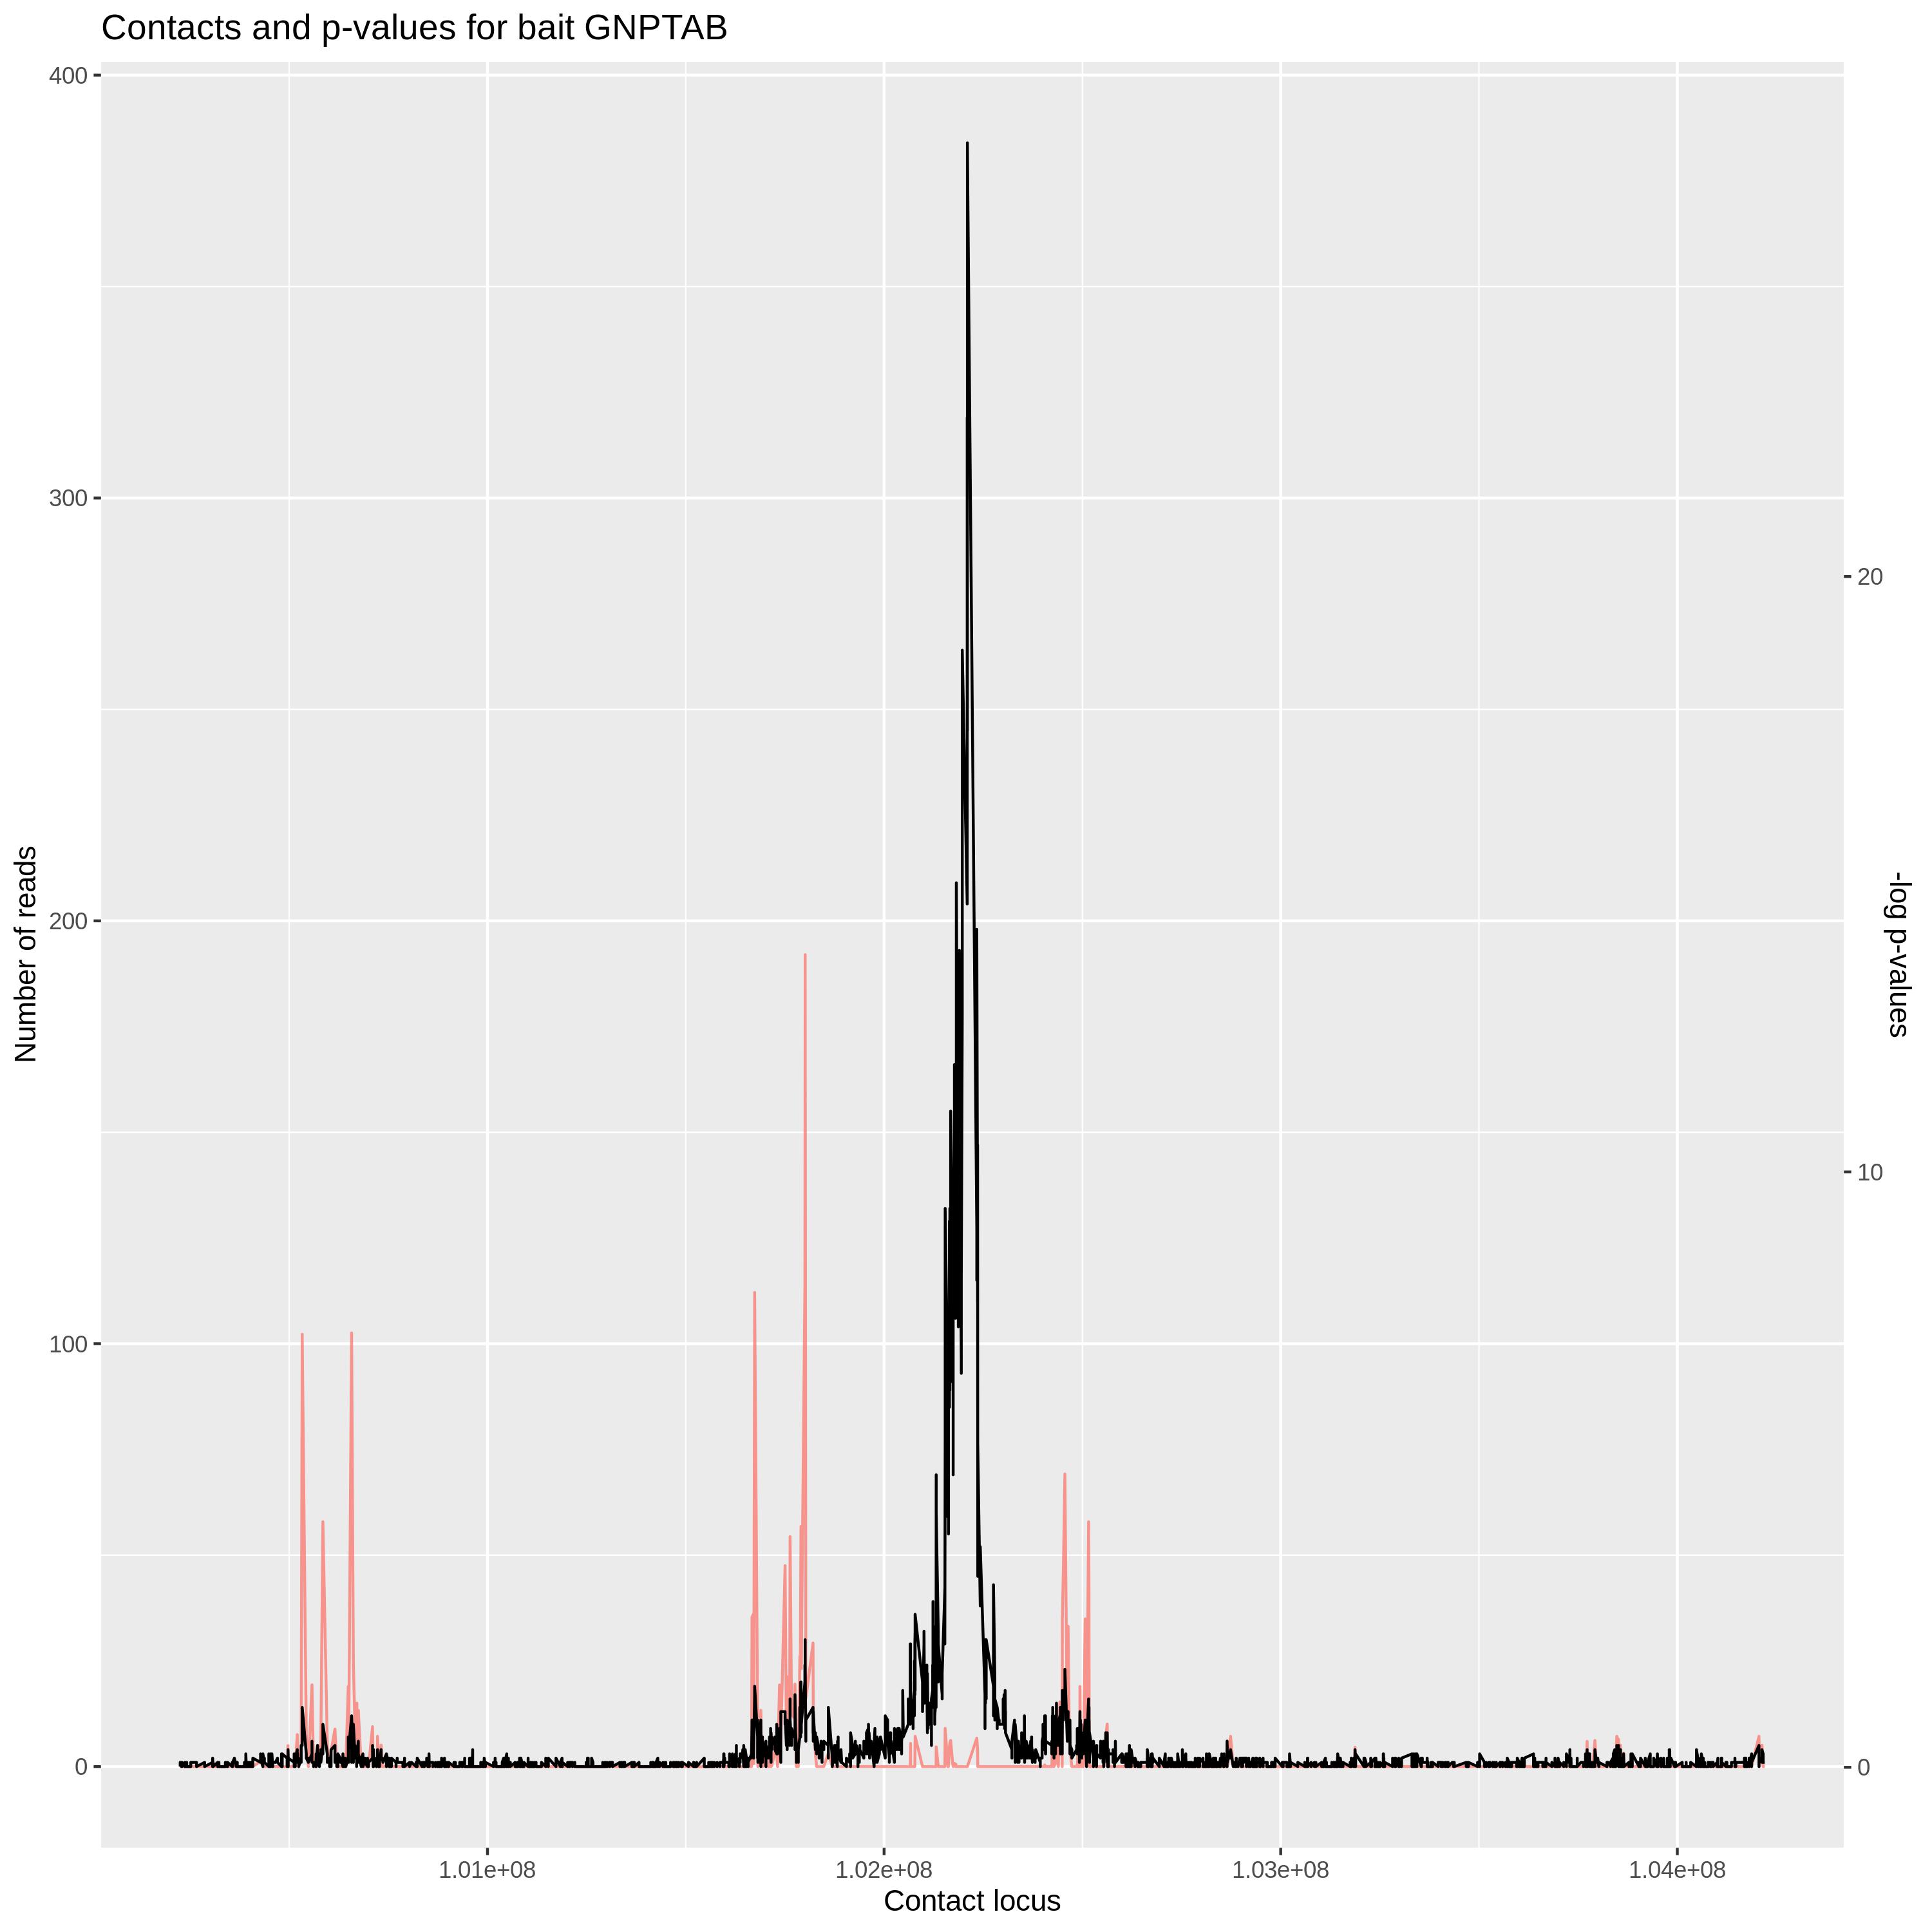 Contacts and p-values for bait GNPTAB
400
300
200
100
0
Number of reads
20
10
0
-log p-values
1.01e+08
1.02e+08
1.03e+08
1.04e+08
Contact locus